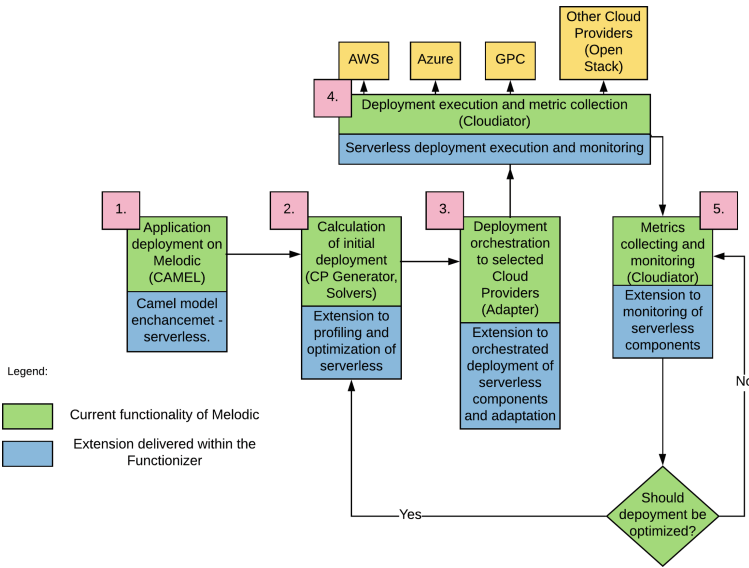 Other Cloud
Providers
(Open
Stack)
AWS
Azure
GPC
4.
Deployment execution and metric collection
(Cloudiator)
Serverless deployment execution and monitoring
1.
Application
deployment on
Melodic
(CAMEL)
Camel model
enchancemet -
serverless.
2.
Calculation
of initial
deployment
(CP Generator,
Solvers)
Extension to
profiling and
optimization of
serverless
3.
Deployment
orchestration
to selected
Cloud
Providers
(Adapter)
Extension to
orchestrated
deployment of
serverless
components
and adaptation
5.
Metrics
collecting and
monitoring
(Cloudiator)
Extension to
monitoring of
serverless
components
Legend:
Current functionality of Melodic
Extension delivered within the
Functionizer
Yes
Should
depoyment be
optimized?